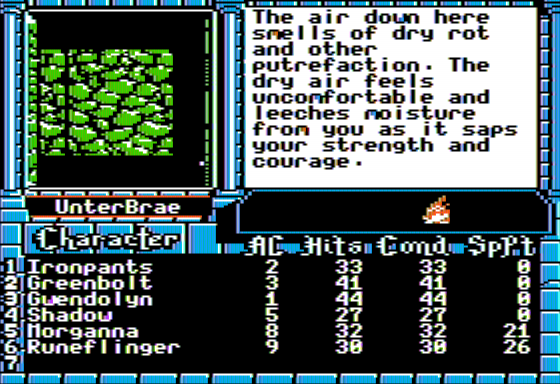 The air down here
smells of dry rot
and other
putrefaction. The
dry air feels
uncomfortable and
leeches moisture
from you as it saps
your strength and
courage.
UnterBrae
Character AC Hits Cond SpPt
1 Ironpants 2 33 33 0
2 Greenbolt 3 41 41 0
3 Gwendolyn 1 44 44 0
4 Shadow 5 27 27 0
5 Morganna 8 32 32 21
6 Runeflinger 9 30 30 26
7